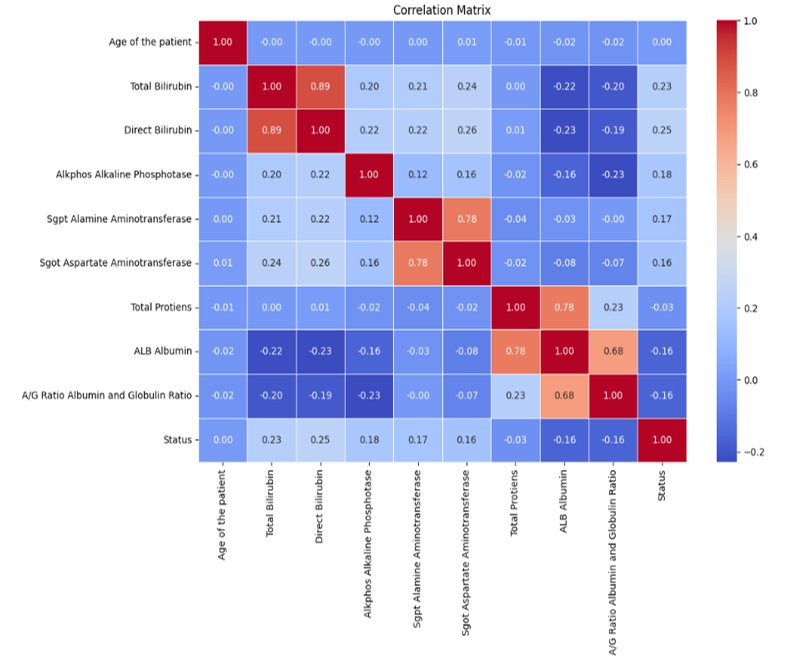 Correlation Matrix
Age of the patient 1.00 -0.00 -0.00 -0.00 0.00 0.01 -0.01 -0.02 -0.02 0.00
Total Bilirubin -0.00 1.00 0.89 0.20 0.21 0.24 0.00 -0.22 -0.20 0.23
Direct Bilirubin -0.00 0.89 1.00 0.22 0.22 0.26 0.01 -0.23 -0.19 0.25
Alkphos Alkaline Phosphotase -0.00 0.20 0.22 1.00 0.12 0.16 -0.02 -0.16 -0.23 0.18
Sgpt Alamine Aminotransferase 0.00 0.21 0.22 0.12 1.00 0.78 -0.04 -0.03 -0.00 0.17
Sgot Aspartate Aminotransferase 0.01 0.24 0.26 0.16 0.78 1.00 -0.02 -0.08 -0.07 0.16
Total Protiens -0.01 0.00 0.01 -0.02 -0.04 -0.02 1.00 0.78 0.23 -0.03
ALB Albumin -0.02 -0.22 -0.23 -0.16 -0.03 -0.08 0.78 1.00 0.68 -0.16
A/G Ratio Albumin and Globulin Ratio -0.02 -0.20 -0.19 -0.23 -0.00 -0.07 0.23 0.68 1.00 -0.16
Status 0.00 0.23 0.25 0.18 0.17 0.16 -0.03 -0.16 -0.16 1.00
Age of the patient
Total Bilirubin
Direct Bilirubin
Alkphos Alkaline Phosphotase
Sgpt Alamine Aminotransferase
Sgot Aspartate Aminotransferase
Total Protiens
ALB Albumin
A/G Ratio Albumin and Globulin Ratio
Status
1.0
0.8
0.6
0.4
0.2
0.0
−0.2